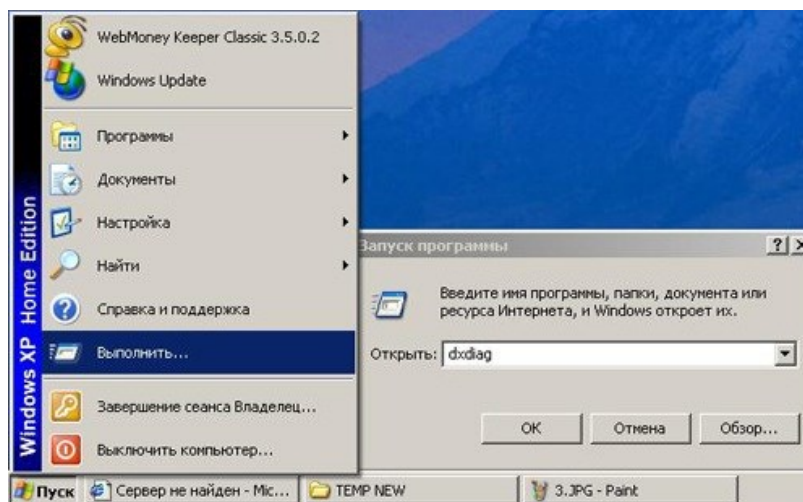 WebMoney Keeper Classic 3.5.0.2
Windows Update
Программы
Документы
Настройка
Найти
Справка и поддержка
Выполнить...
Завершение сеанса Владелец...
Выключить компьютер...
Windows XP Home Edition
Запуск программы
Введите имя программы, папки, документа или
ресурса Интернета, и Windows откроет их.
Открыть: dxdiag
OK Отмена Обзор...
Пуск Сервер не найден - Mic... TEMP NEW 3.JPG - Paint